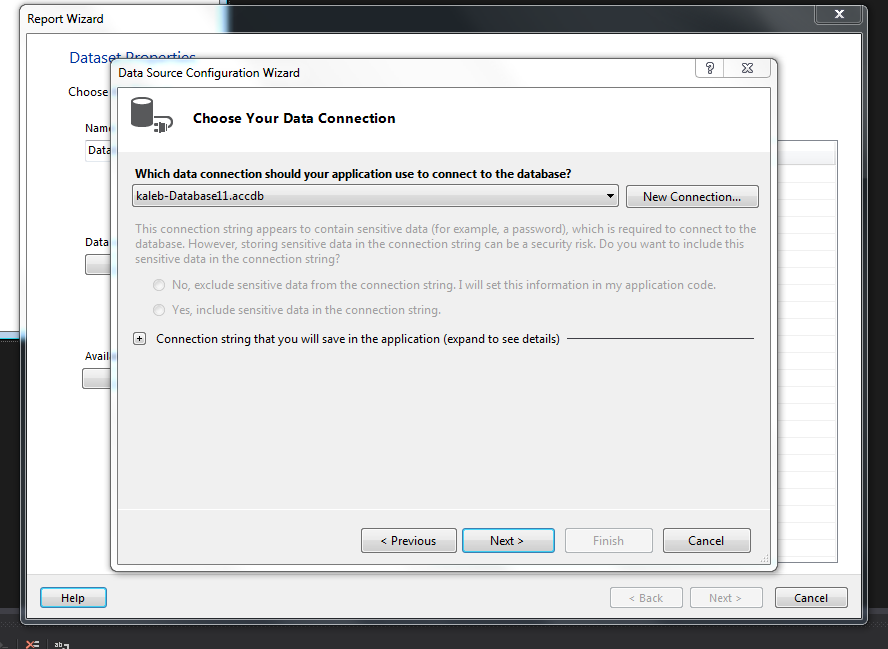 Report Wizard
Dataset Properties
Choose
Name
Data
Data
Avail
Data Source Configuration Wizard
Choose Your Data Connection
Which data connection should your application use to connect to the database?
kaleb-Database11.accdb
New Connection...
This connection string appears to contain sensitive data (for example, a password), which is required to connect to the
database. However, storing sensitive data in the connection string can be a security risk. Do you want to include this
sensitive data in the connection string?
No, exclude sensitive data from the connection string. I will set this information in my application code.
Yes, include sensitive data in the connection string.
Connection string that you will save in the application (expand to see details)
< Previous
Next >
Finish
Cancel
Help
< Back
Next >
Cancel